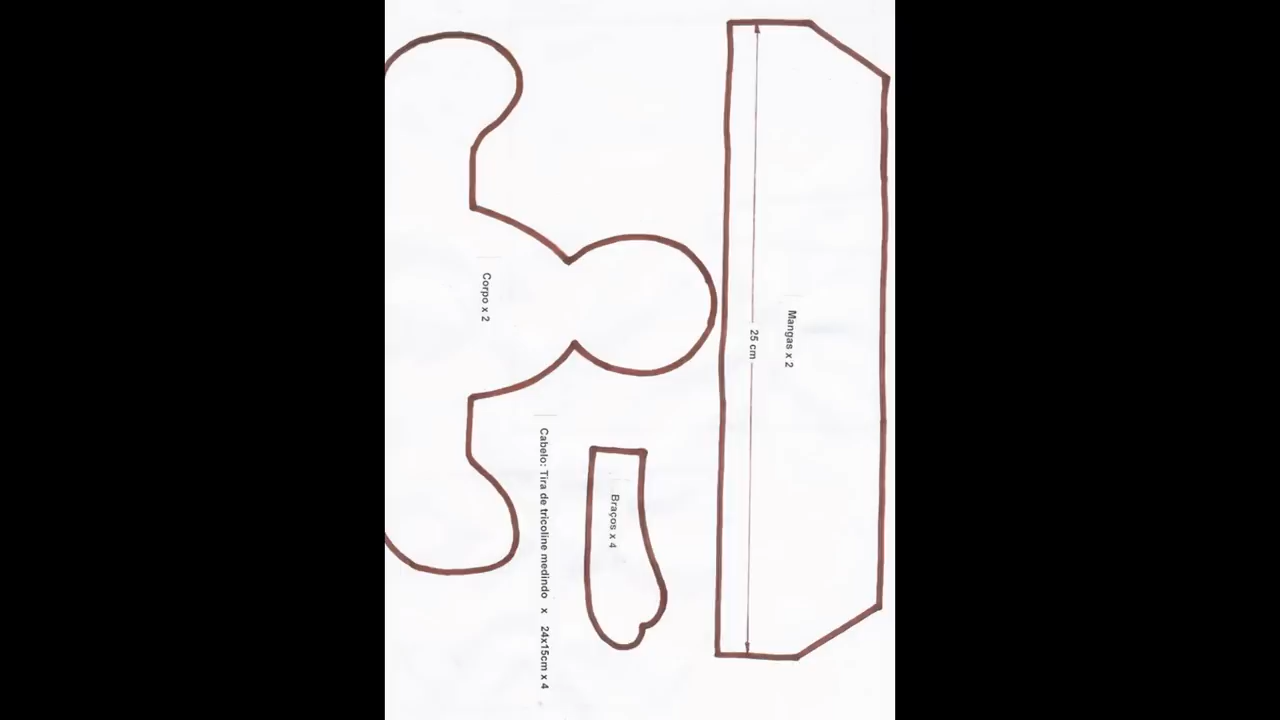 Mangas x 2
25 cm
Corpo x 2
Braços x 4
Cabelo: Tira de tricoline medindo x 24x15cm x 4